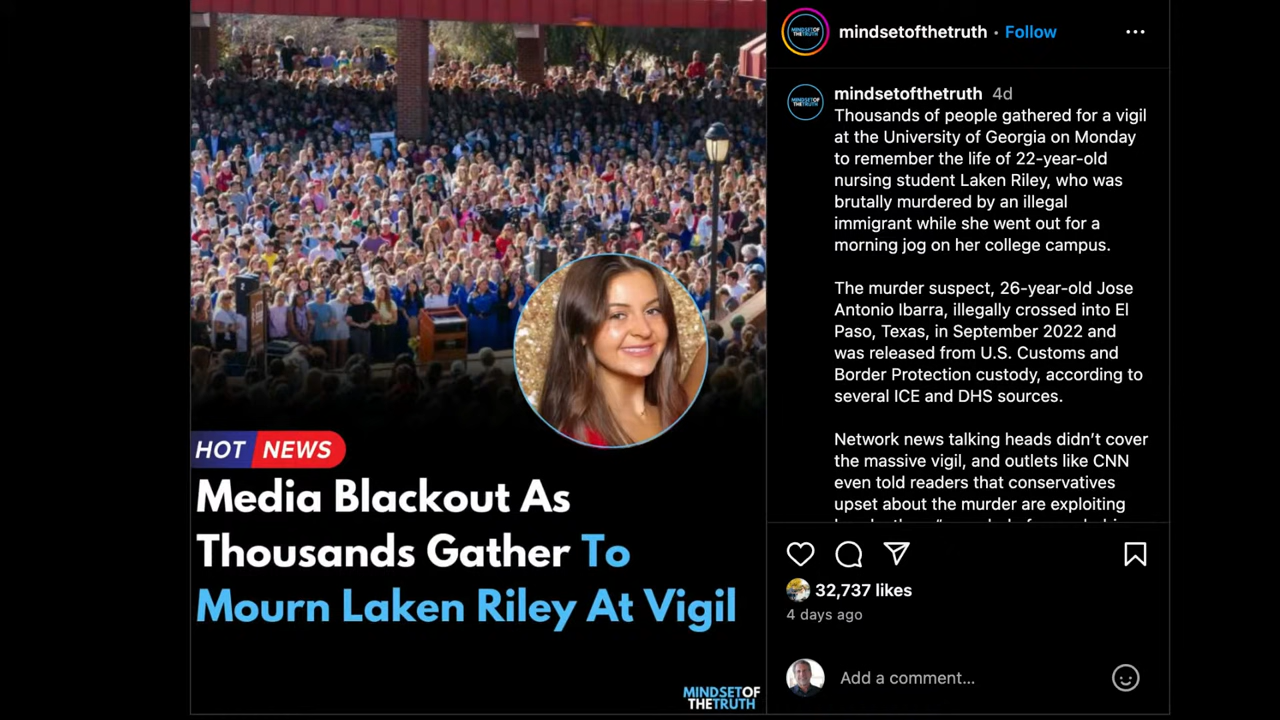 HOT NEWS
Media Blackout As
Thousands Gather To
Mourn Laken Riley At Vigil
MINDSETOF
THETRUTH
mindsetofthetruth · Follow
mindsetofthetruth 4d
Thousands of people gathered for a vigil
at the University of Georgia on Monday
to remember the life of 22-year-old
nursing student Laken Riley, who was
brutally murdered by an illegal
immigrant while she went out for a
morning jog on her college campus.
The murder suspect, 26-year-old Jose
Antonio Ibarra, illegally crossed into El
Paso, Texas, in September 2022 and
was released from U.S. Customs and
Border Protection custody, according to
several ICE and DHS sources.
Network news talking heads didn't cover
the massive vigil, and outlets like CNN
even told readers that conservatives
upset about the murder are exploiting
32,737 likes
4 days ago
Add a comment...